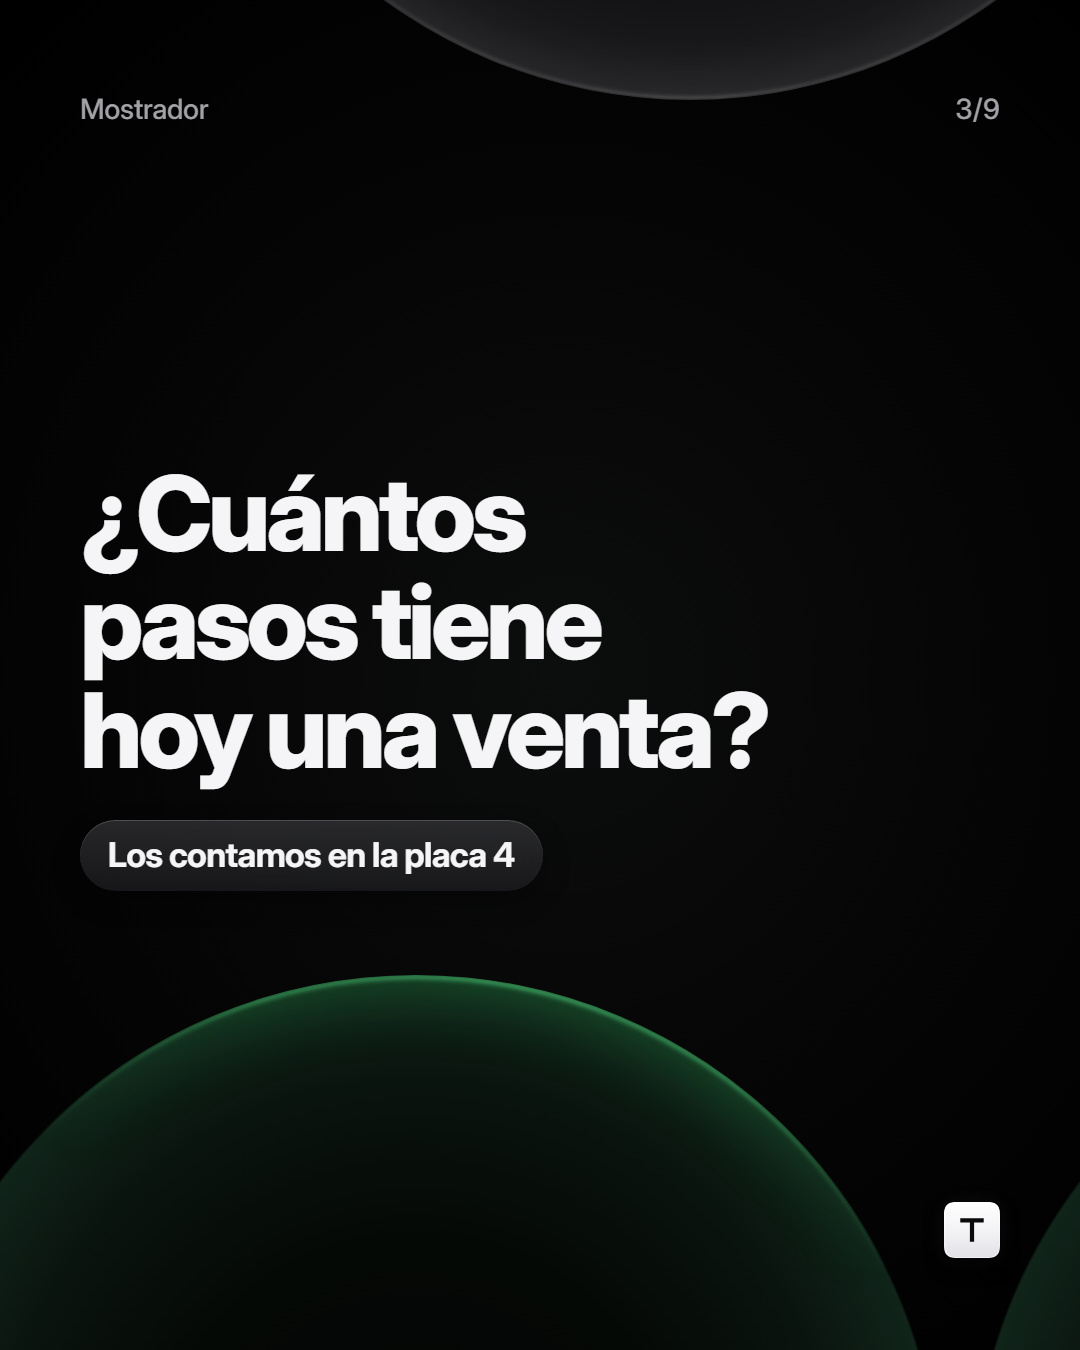 Mostrador
3/9
¿Cuántos
pasos tiene
hoy una venta?
Los contamos en la placa 4
T